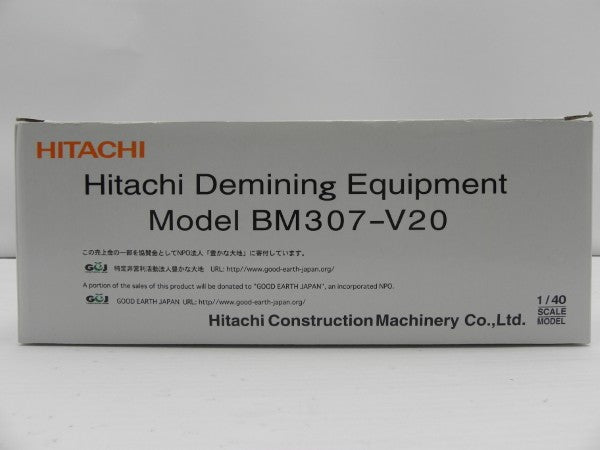 HITACHI
Hitachi Demining Equipment
Model BM307-V20
この売上金の一部を協賛金としてNPO法人「豊かな大地」に寄付しています。
GEJ 特定非営利活動法人豊かな大地 URL: http//www.good-earth-japan.org/
A portion of the sales of this product will be donated to "GOOD EARTH JAPAN", an incorporated NPO.
GEJ GOOD EARTH JAPAN URL: http//www.good-earth-japan.org/
Hitachi Construction Machinery Co.,Ltd.
1/40
SCALE
MODEL